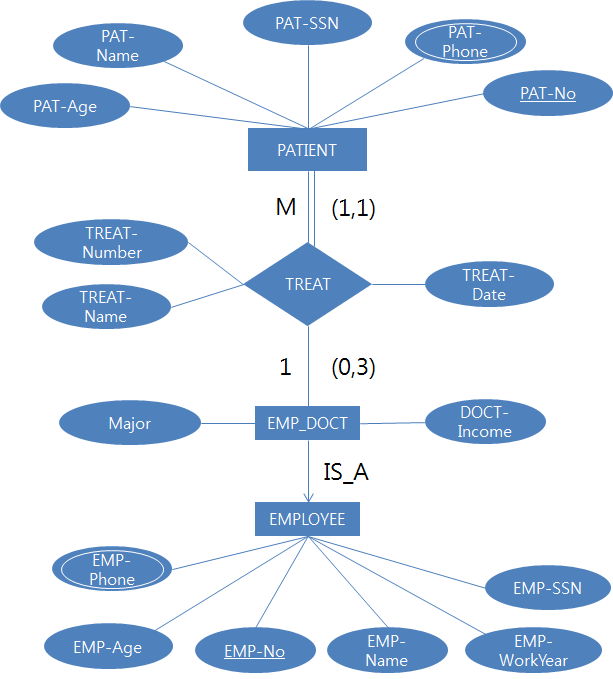 PAT-SSN
PAT-
Name
PAT-
Phone
PAT-Age
PAT-No
PATIENT
M
(1,1)
TREAT-
Number
TREAT-
Name
TREAT
TREAT-
Date
1
(0,3)
Major
EMP_DOCT
DOCT-
Income
IS_A
EMPLOYEE
EMP-
Phone
EMP-SSN
EMP-Age
EMP-No
EMP-
Name
EMP-
WorkYear